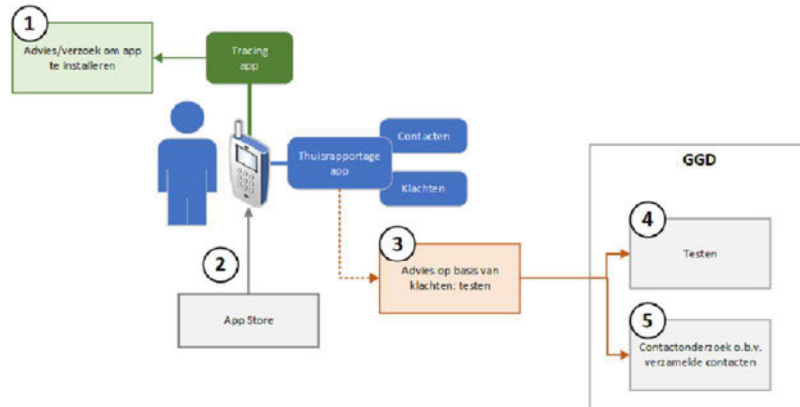 1
Advies/verzoek om app
te installeren
Tracing
app
Contacten
Thuisrapportage
app
Klachten
GGD
2
3
Advies op basis van
klachten: testen
4
Testen
App Store
5
Contactonderzoek o.b.v.
verzamelde contacten